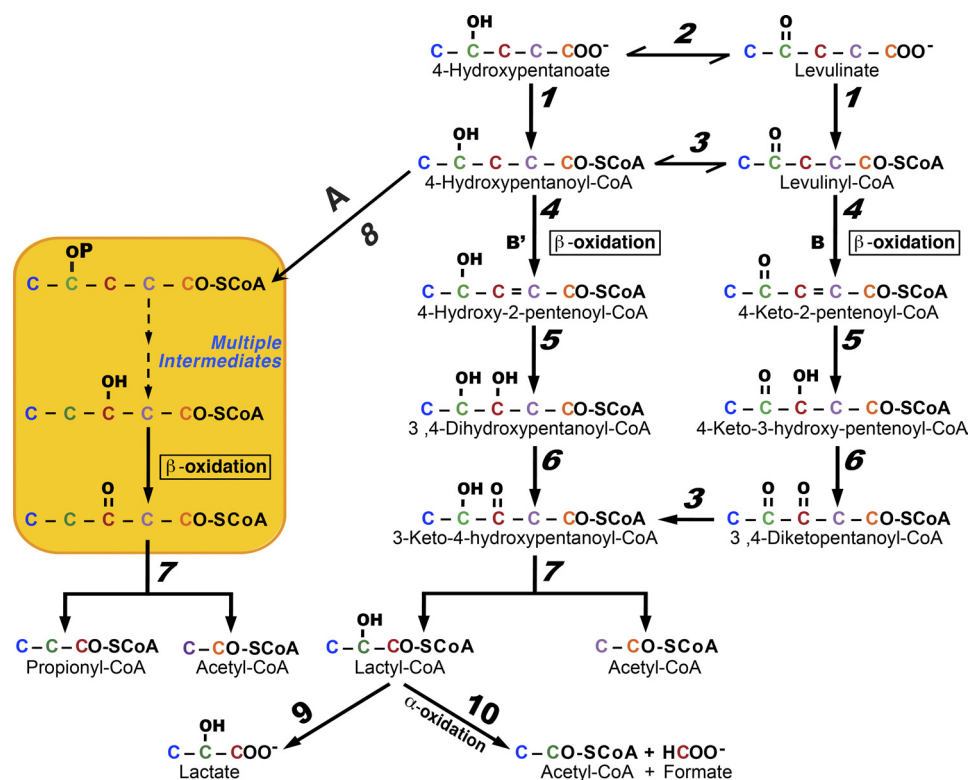 OH
C – C – C – C – COO⁻
4-Hydroxypentanoate
2
O
C – C – C – C – COO⁻
Levulinate
1
1
OH
C – C – C – C – CO-SCoA
4-Hydroxypentanoyl-CoA
3
O
C – C – C – C – CO-SCoA
Levulinyl-CoA
A
8
4
B'
β-oxidation
4
B
β-oxidation
OP
C – C – C – C – CO-SCoA
OH
C – C – C = C – CO-SCoA
4-Hydroxy-2-pentenoyl-CoA
O
C – C – C = C – CO-SCoA
4-Keto-2-pentenoyl-CoA
Multiple
Intermediates
5
5
OH
C – C – C – C – CO-SCoA
OH OH
C – C – C – C – CO-SCoA
3 ,4-Dihydroxypentanoyl-CoA
O OH
C – C – C – C – CO-SCoA
4-Keto-3-hydroxy-pentenoyl-CoA
β-oxidation
6
6
O
C – C – C – C – CO-SCoA
OH O
C – C – C – C – CO-SCoA
3-Keto-4-hydroxypentanoyl-CoA
3
O O
C – C – C – C – CO-SCoA
3 ,4-Diketopentanoyl-CoA
7
7
C – C – CO-SCoA
Propionyl-CoA
C – CO-SCoA
Acetyl-CoA
OH
C – C – CO-SCoA
Lactyl-CoA
C – CO-SCoA
Acetyl-CoA
9
10
α-oxidation
OH
C – C – COO⁻
Lactate
C – CO-SCoA + HCOO⁻
Acetyl-CoA + Formate